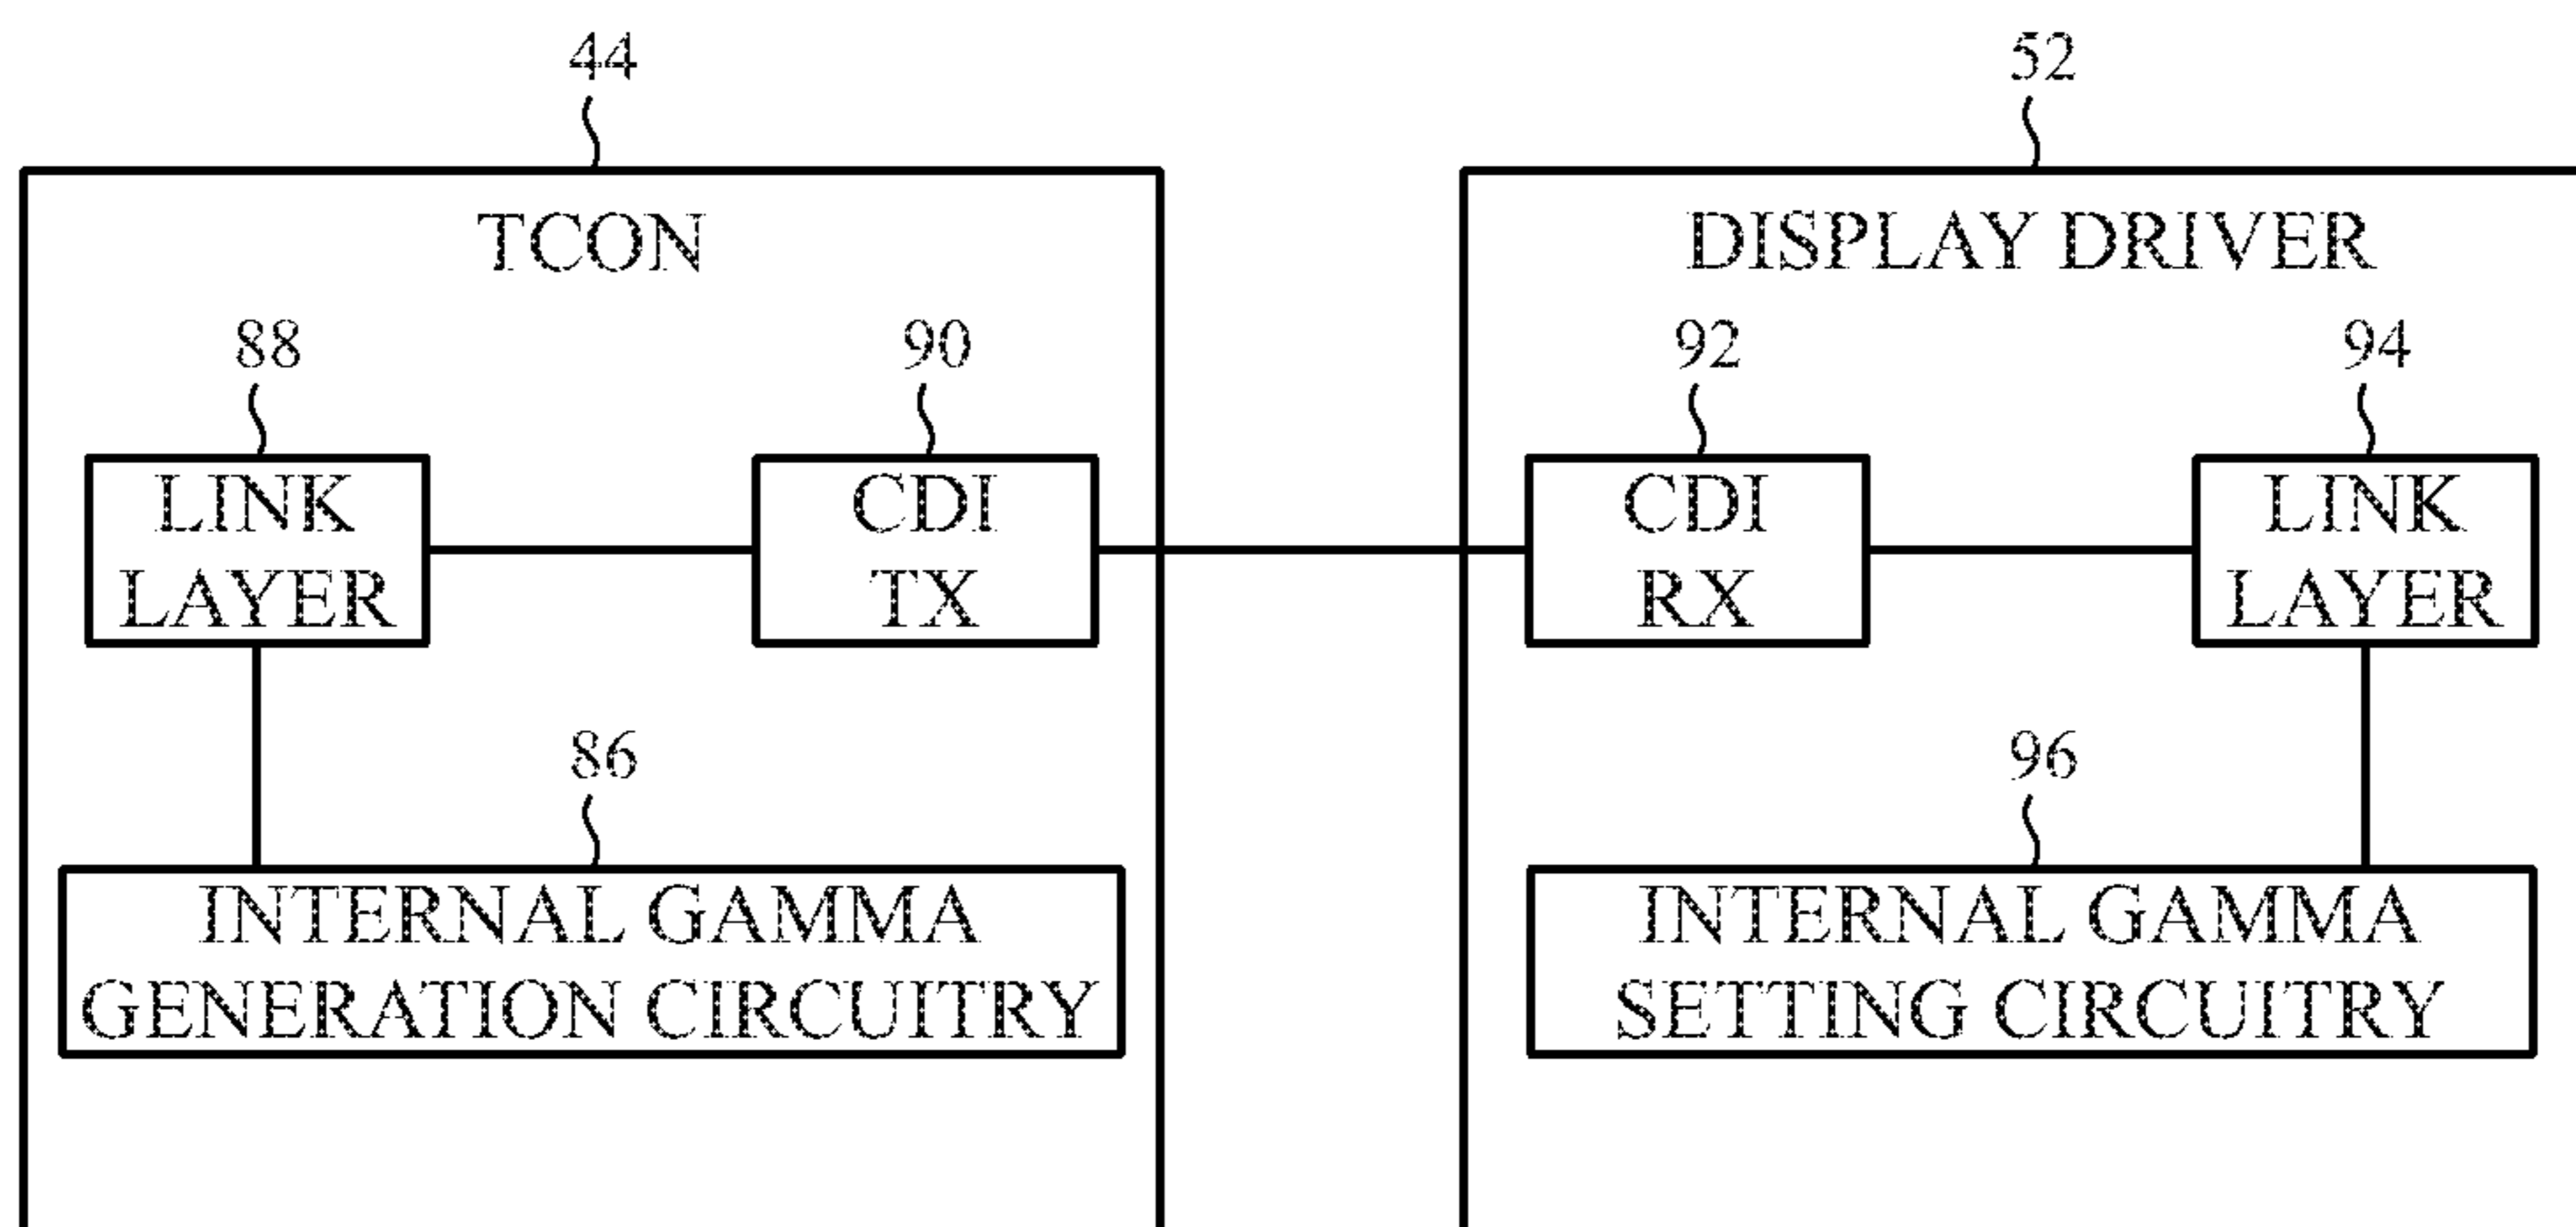 44
52
TCON
DISPLAY DRIVER
88
90
92
94
LINK
LAYER
CDI
TX
CDI
RX
LINK
LAYER
86
96
INTERNAL GAMMA
GENERATION CIRCUITRY
INTERNAL GAMMA
SETTING CIRCUITRY